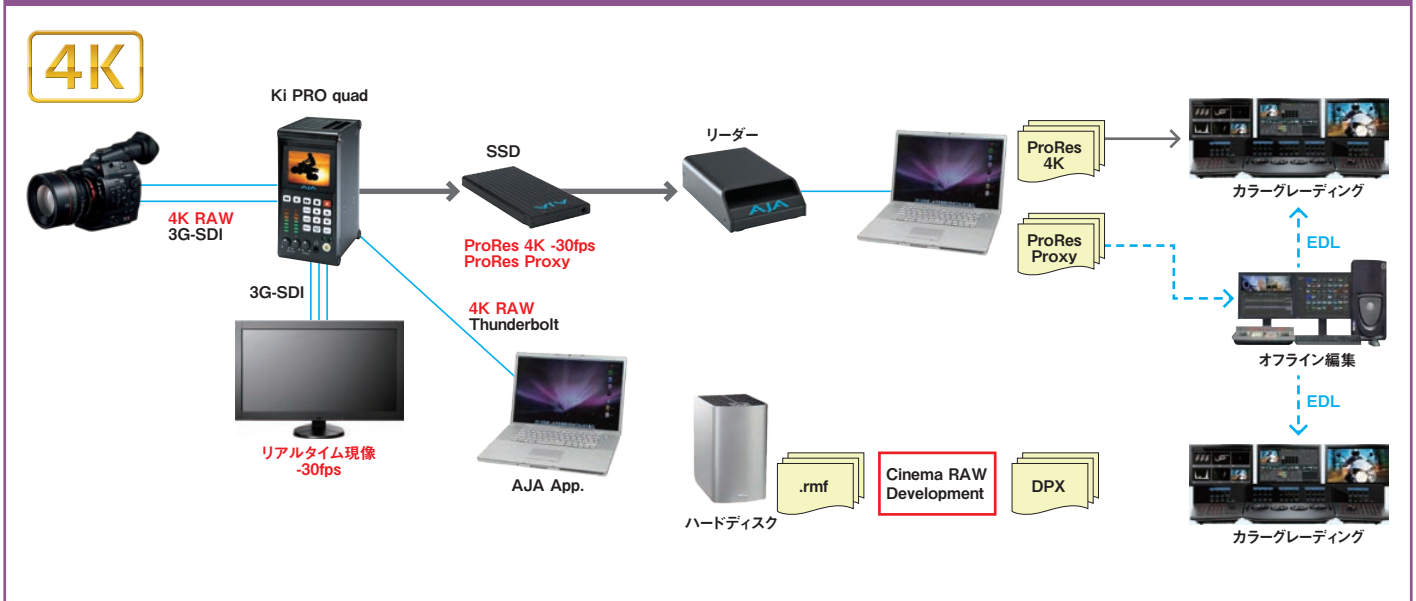 4K
Ki PRO quad
AJA
4K RAW
3G-SDI
SSD
AJA
ProRes 4K -30fps
ProRes Proxy
リーダー
AJA
ProRes
4K
カラーグレーディング
ProRes
Proxy
EDL
オフライン編集
3G-SDI
リアルタイム現像
-30fps
4K RAW
Thunderbolt
AJA App.
ハードディスク
.rmf
Cinema RAW
Development
DPX
EDL
カラーグレーディング